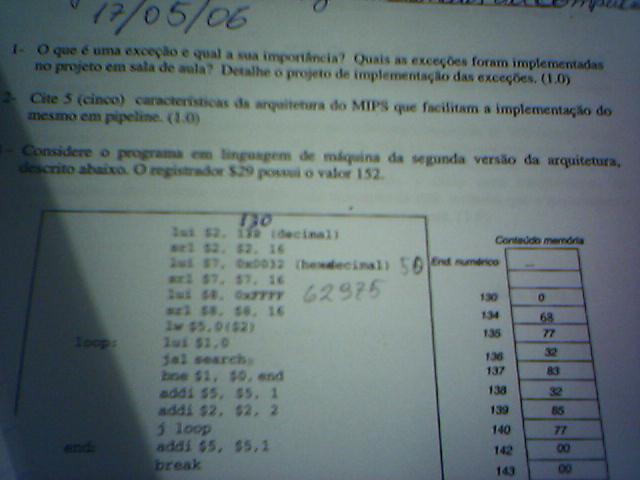 17/05/06
1- O que é uma exceção e qual a sua importância? Quais as exceções foram implementadas
no projeto em sala de aula? Detalhe o projeto de implementação das exceções. (1.0)
2- Cite 5 (cinco) características da arquitetura do MIPS que facilitam a implementação do
mesmo em pipeline. (1.0)
- Considere o programa em linguagem de máquina da segunda versão da arquitetura,
descrito abaixo. O registrador $29 possui o valor 152.
130
lui $2, (decimal)
srl $2, $2, 16
lui $7, 0x0032 (hexadecimal) 50
srl $7, $7, 16
lui $8, 0xFFFF 62975
srl $8, $8, 16
lw $5,0($2)
loop: lui $1,0
jal search
bne $1, $0, end
addi $5, $5, 1
addi $2, $2, 2
j loop
end: addi $5, $5,1
break
Conteúdo memória
End. numérico ...
130 0
134 68
135 77
136 32
137 83
138 32
139 85
140 77
142 00
143 00